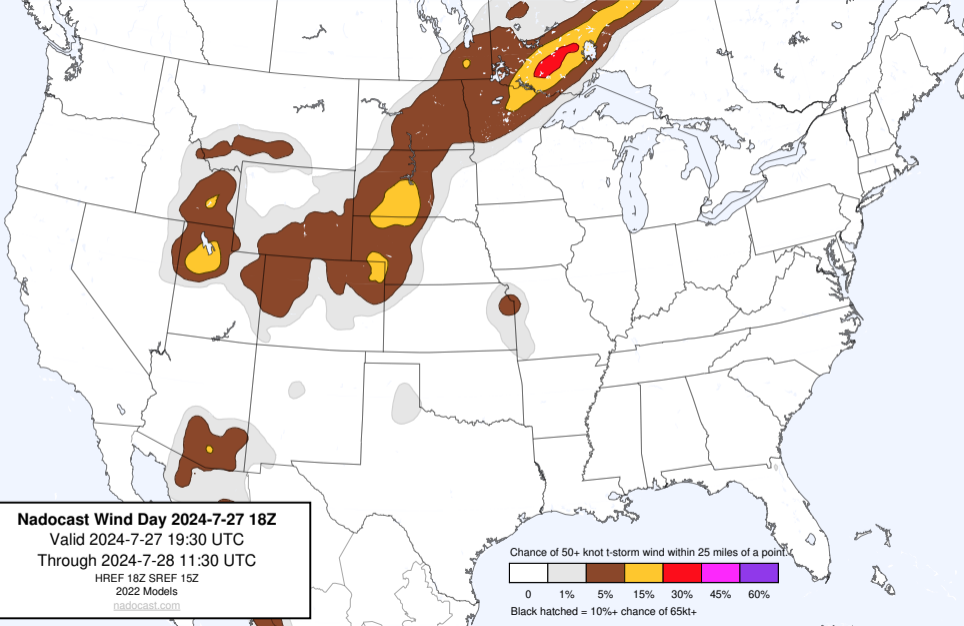 Nadocast Wind Day 2024-7-27 18Z
Valid 2024-7-27 19:30 UTC
Through 2024-7-28 11:30 UTC
HREF 18Z SREF 15Z
2022 Models
nadocast.com
Chance of 50+ knot t-storm wind within 25 miles of a point.
0 1% 5% 15% 30% 45% 60%
Black hatched = 10%+ chance of 65kt+